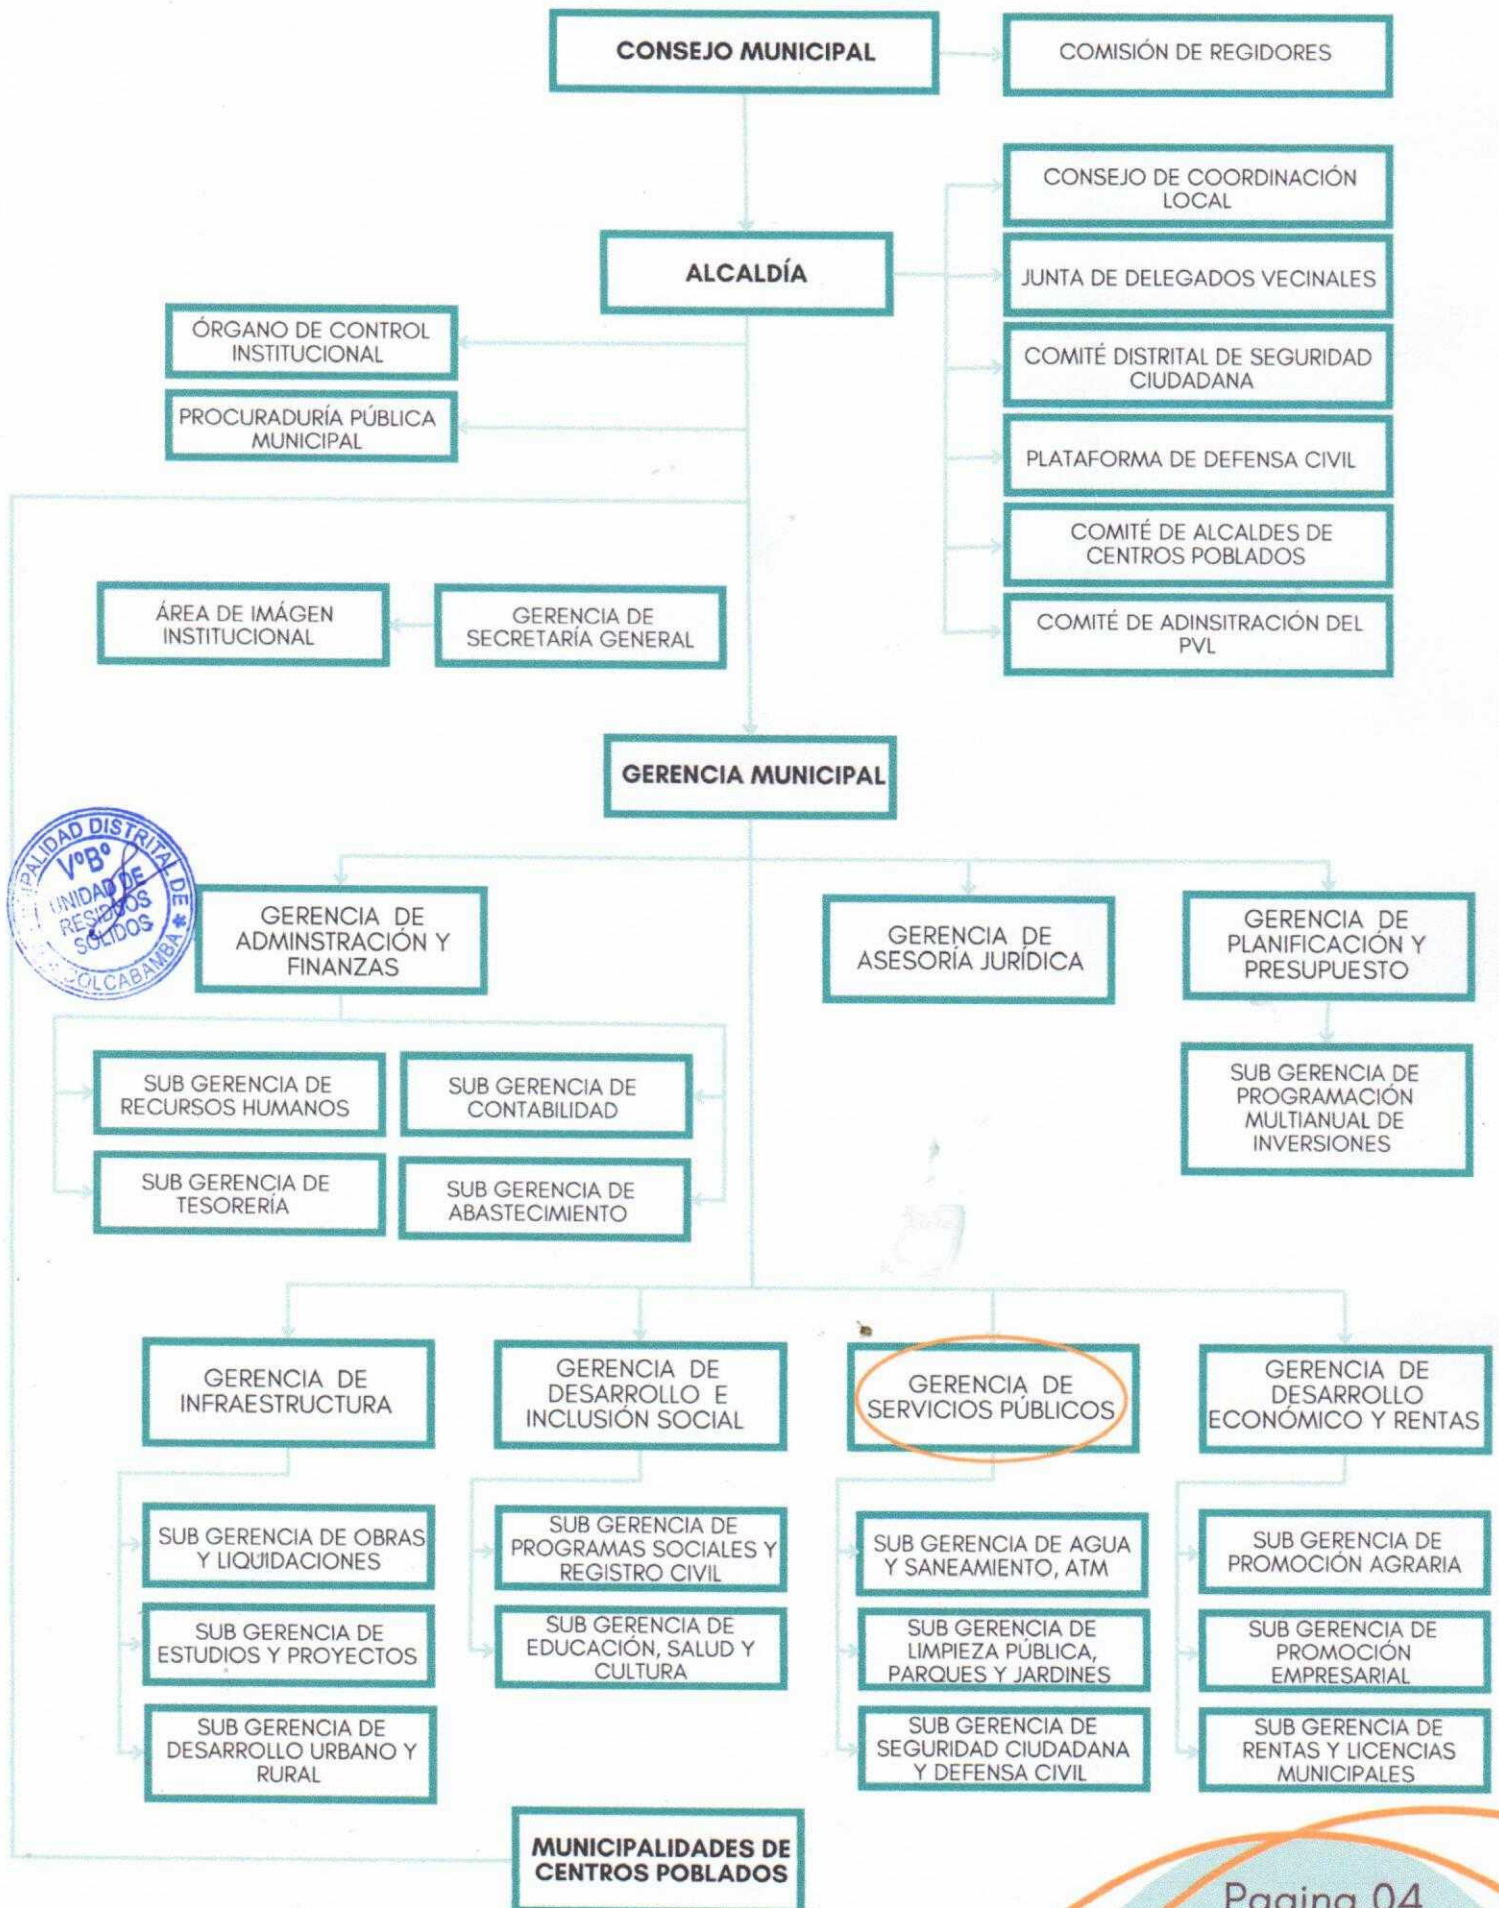 CONSEJO MUNICIPAL
COMISIÓN DE REGIDORES
CONSEJO DE COORDINACIÓN
LOCAL
ALCALDÍA
JUNTA DE DELEGADOS VECINALES
ÓRGANO DE CONTROL
INSTITUCIONAL
COMITÉ DISTRITAL DE SEGURIDAD
CIUDADANA
PROCURADURÍA PÚBLICA
MUNICIPAL
PLATAFORMA DE DEFENSA CIVIL
COMITÉ DE ALCALDES DE
CENTROS POBLADOS
ÁREA DE IMÁGEN
INSTITUCIONAL
GERENCIA DE
SECRETARÍA GENERAL
COMITÉ DE ADINSITRACIÓN DEL
PVL
GERENCIA MUNICIPAL
DISTRITAL DE
VºBº
UNIDAD DE
RESIDUOS
SÓLIDOS
GERENCIA DE
ADMINSTRACIÓN Y
FINANZAS
GERENCIA DE
ASESORÍA JURÍDICA
GERENCIA DE
PLANIFICACIÓN Y
PRESUPUESTO
SUB GERENCIA DE
RECURSOS HUMANOS
SUB GERENCIA DE
CONTABILIDAD
SUB GERENCIA DE
PROGRAMACIÓN
MULTIANUAL DE
INVERSIONES
SUB GERENCIA DE
TESORERÍA
SUB GERENCIA DE
ABASTECIMIENTO
GERENCIA DE
INFRAESTRUCTURA
GERENCIA DE
DESARROLLO E
INCLUSIÓN SOCIAL
GERENCIA DE
SERVICIOS PÚBLICOS
GERENCIA DE
DESARROLLO
ECONÓMICO Y RENTAS
SUB GERENCIA DE OBRAS
Y LIQUIDACIONES
SUB GERENCIA DE
PROGRAMAS SOCIALES Y
REGISTRO CIVIL
SUB GERENCIA DE AGUA
Y SANEAMIENTO, ATM
SUB GERENCIA DE
PROMOCIÓN AGRARIA
SUB GERENCIA DE
ESTUDIOS Y PROYECTOS
SUB GERENCIA DE
EDUCACIÓN, SALUD Y
CULTURA
SUB GERENCIA DE
LIMPIEZA PÚBLICA,
PARQUES Y JARDINES
SUB GERENCIA DE
PROMOCIÓN
EMPRESARIAL
SUB GERENCIA DE
DESARROLLO URBANO Y
RURAL
SUB GERENCIA DE
SEGURIDAD CIUDADANA
Y DEFENSA CIVIL
SUB GERENCIA DE
RENTAS Y LICENCIAS
MUNICIPALES
MUNICIPALIDADES DE
CENTROS POBLADOS
Pagina 04